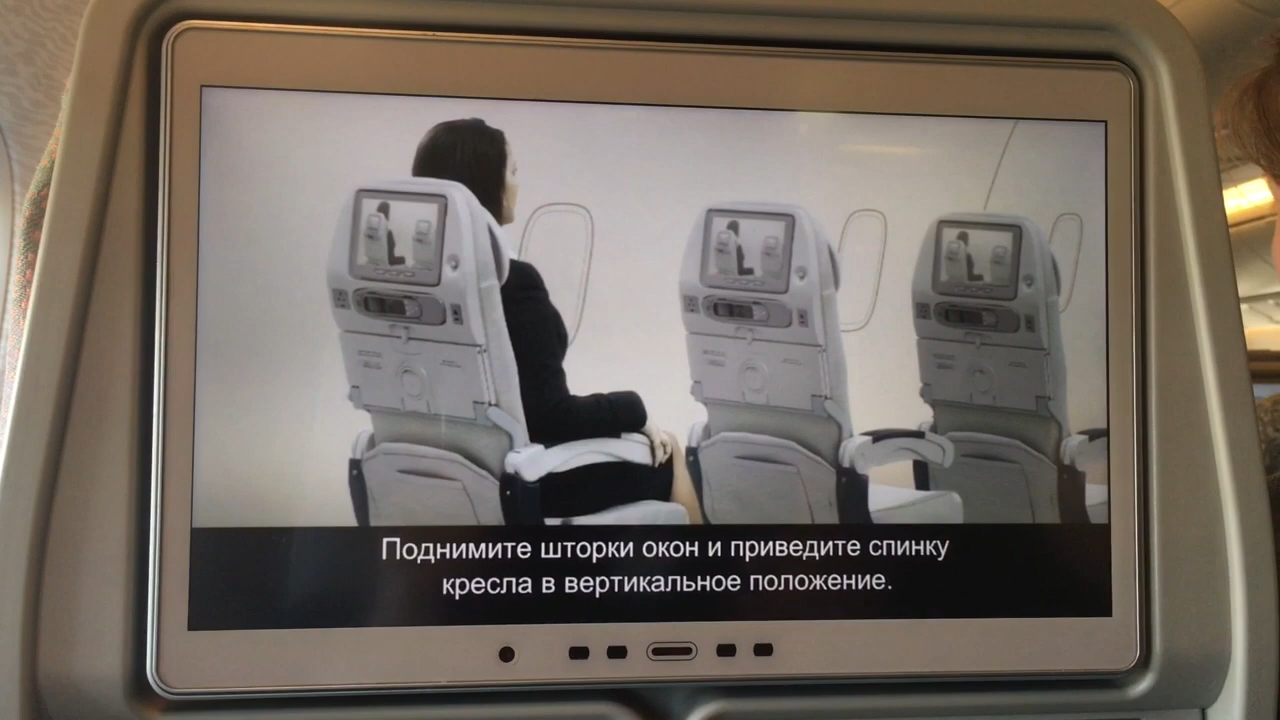 Поднимите шторки окон и приведите спинку
кресла в вертикальное положение.